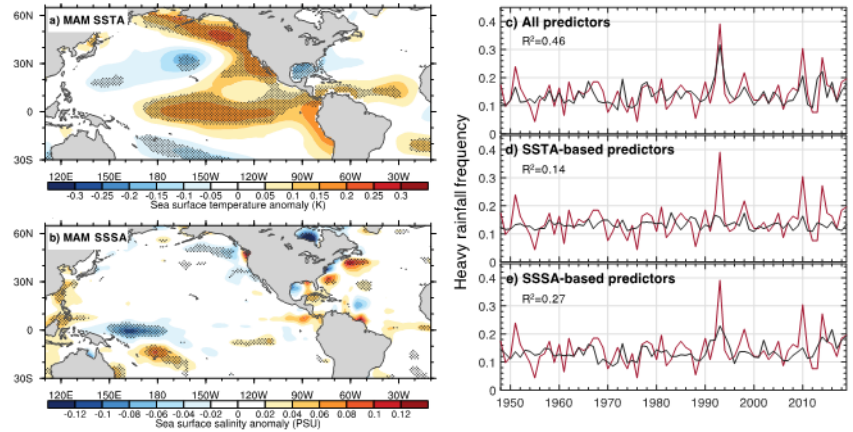 a) MAM SSTA
60N
30N
0
30S
120E 150E 180 150W 120W 90W 60W 30W
-0.3 -0.25 -0.2 -0.15 -0.1 -0.05 0 0.05 0.1 0.15 0.2 0.25 0.3
Sea surface temperature anomaly (K)
b) MAM SSSA
60N
30N
0
30S
120E 150E 180 150W 120W 90W 60W 30W
-0.12 -0.1 -0.08 -0.06 -0.04 -0.02 0 0.02 0.04 0.06 0.08 0.1 0.12
Sea surface salinity anomaly (PSU)
Heavy rainfall frequency
c) All predictors
R²=0.46
0.4
0.3
0.2
0.1
0
d) SSTA-based predictors
R²=0.14
0.4
0.3
0.2
0.1
0
e) SSSA-based predictors
R²=0.27
0.4
0.3
0.2
0.1
0
1950 1960 1970 1980 1990 2000 2010